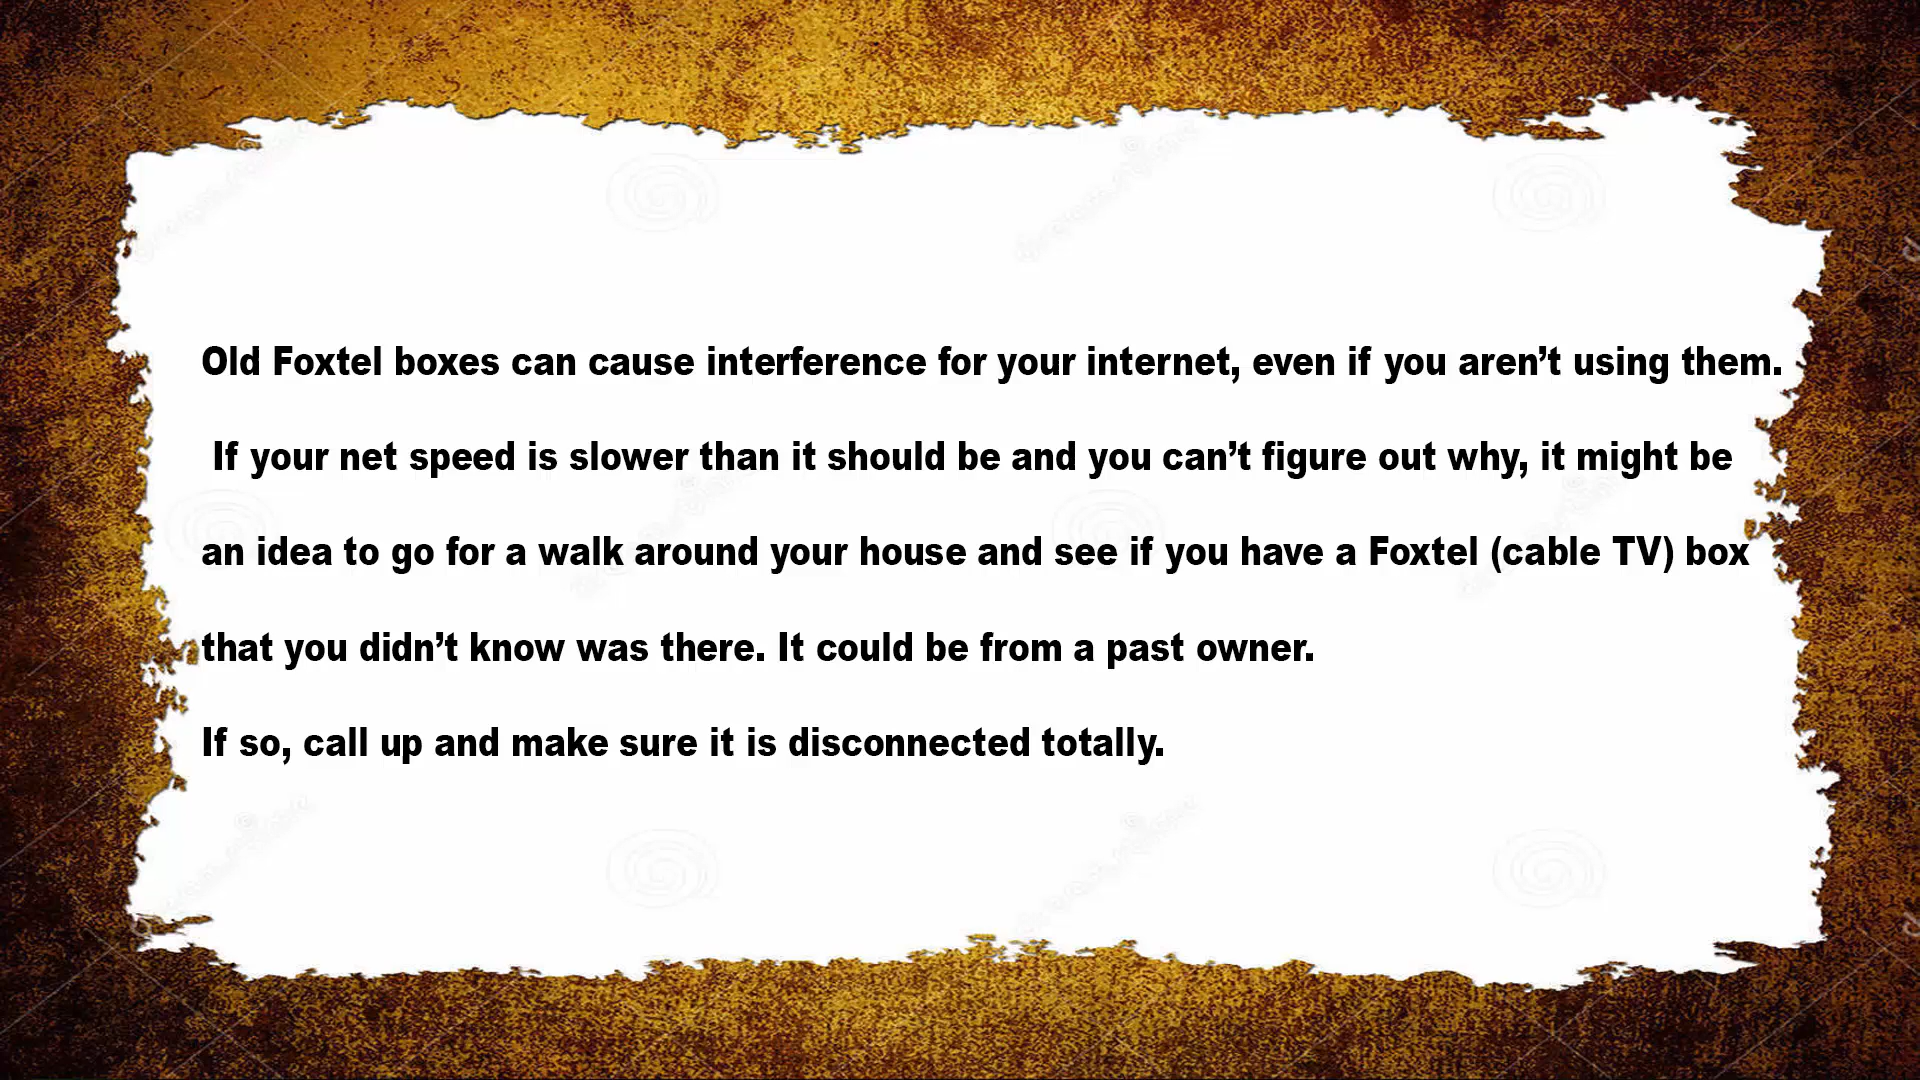 Old Foxtel boxes can cause interference for your internet, even if you aren’t using them.
If your net speed is slower than it should be and you can’t figure out why, it might be
an idea to go for a walk around your house and see if you have a Foxtel (cable TV) box
that you didn’t know was there. It could be from a past owner.
If so, call up and make sure it is disconnected totally.